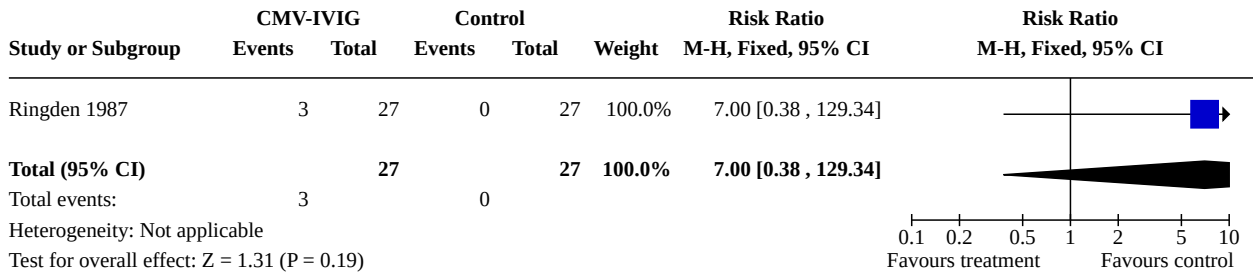 CMV-IVIG Control Risk Ratio Risk Ratio
Study or Subgroup Events Total Events Total Weight M-H, Fixed, 95% CI M-H, Fixed, 95% CI
Ringden 1987 3 27 0 27 100.0% 7.00 [0.38 , 129.34]
Total (95% CI) 27 27 100.0% 7.00 [0.38 , 129.34]
Total events: 3 0
Heterogeneity: Not applicable 0.1 0.2 0.5 1 2 5 10
Test for overall effect: Z = 1.31 (P = 0.19) Favours treatment Favours control